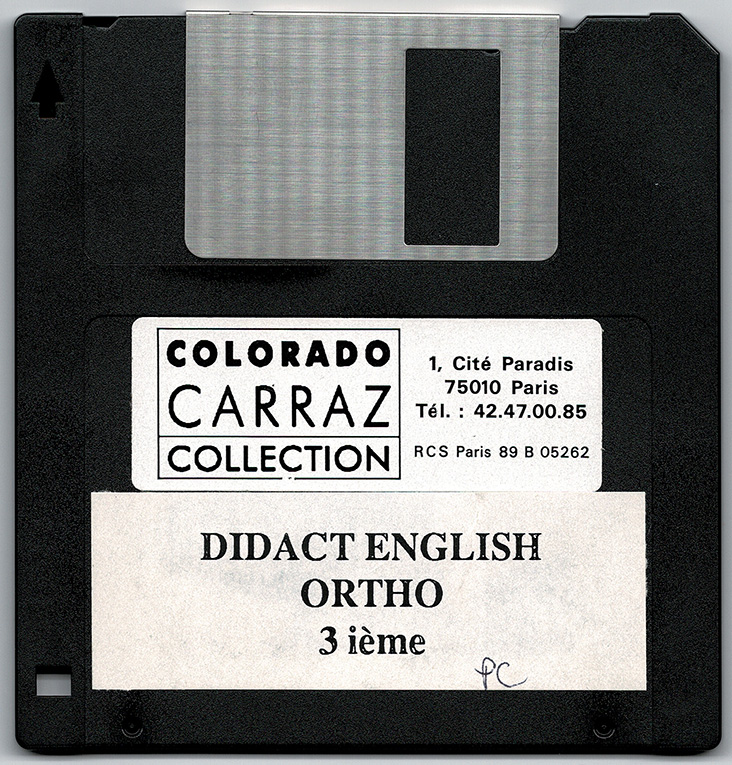 COLORADO
CARRAZ
COLLECTION
1, Cité Paradis
75010 Paris
Tél. : 42.47.00.85
RCS Paris 89 B 05262
DIDACT ENGLISH
ORTHO
3 ième
PC